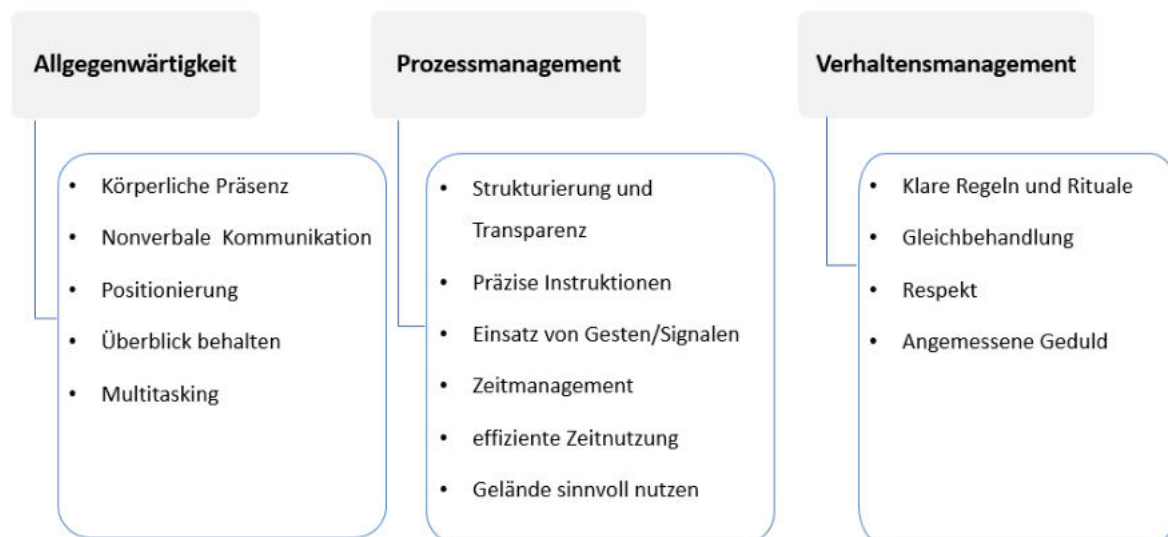 Allgegenwärtigkeit
• Körperliche Präsenz
• Nonverbale Kommunikation
• Positionierung
• Überblick behalten
• Multitasking
Prozessmanagement
• Strukturierung und
Transparenz
• Präzise Instruktionen
• Einsatz von Gesten/Signalen
• Zeitmanagement
• effiziente Zeitnutzung
• Gelände sinnvoll nutzen
Verhaltensmanagement
• Klare Regeln und Rituale
• Gleichbehandlung
• Respekt
• Angemessene Geduld